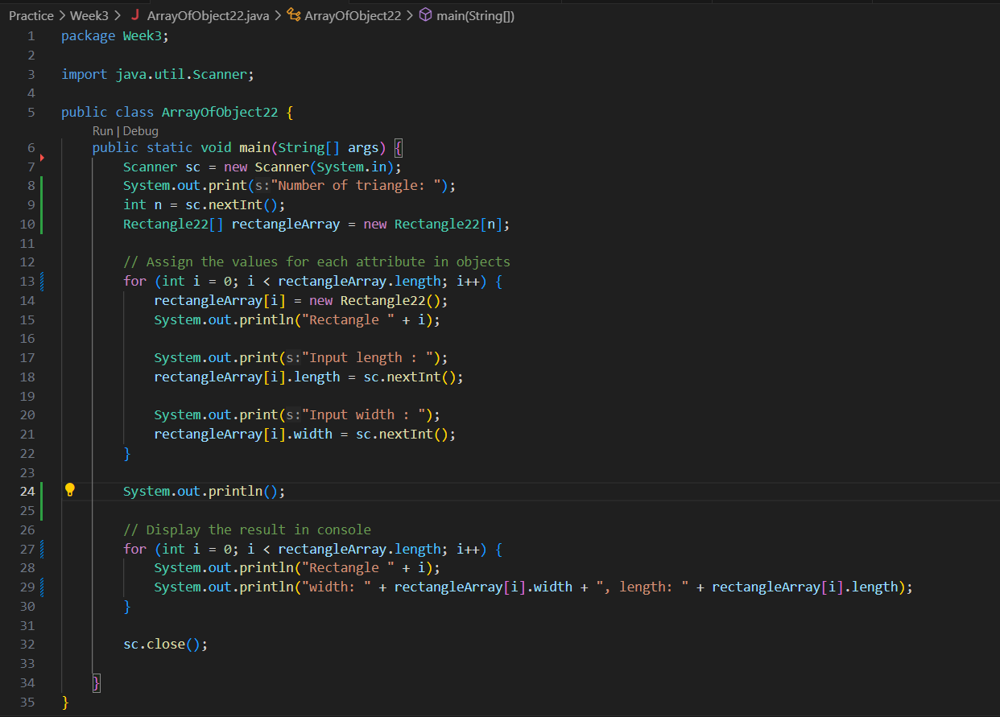 Practice > Week3 > J ArrayOfObject22.java > ArrayOfObject22 > main(String[])
1 package Week3;
2
3 import java.util.Scanner;
4
5 public class ArrayOfObject22 {
Run | Debug
6 public static void main(String[] args) {
7 Scanner sc = new Scanner(System.in);
8 System.out.print(s:"Number of triangle: ");
9 int n = sc.nextInt();
10 Rectangle22[] rectangleArray = new Rectangle22[n];
11
12 // Assign the values for each attribute in objects
13 for (int i = 0; i < rectangleArray.length; i++) {
14 rectangleArray[i] = new Rectangle22();
15 System.out.println("Rectangle " + i);
16
17 System.out.print(s:"Input length : ");
18 rectangleArray[i].length = sc.nextInt();
19
20 System.out.print(s:"Input width : ");
21 rectangleArray[i].width = sc.nextInt();
22 }
23
24 System.out.println();
25
26 // Display the result in console
27 for (int i = 0; i < rectangleArray.length; i++) {
28 System.out.println("Rectangle " + i);
29 System.out.println("width: " + rectangleArray[i].width + ", length: " + rectangleArray[i].length);
30 }
31
32 sc.close();
33
34 }
35 }